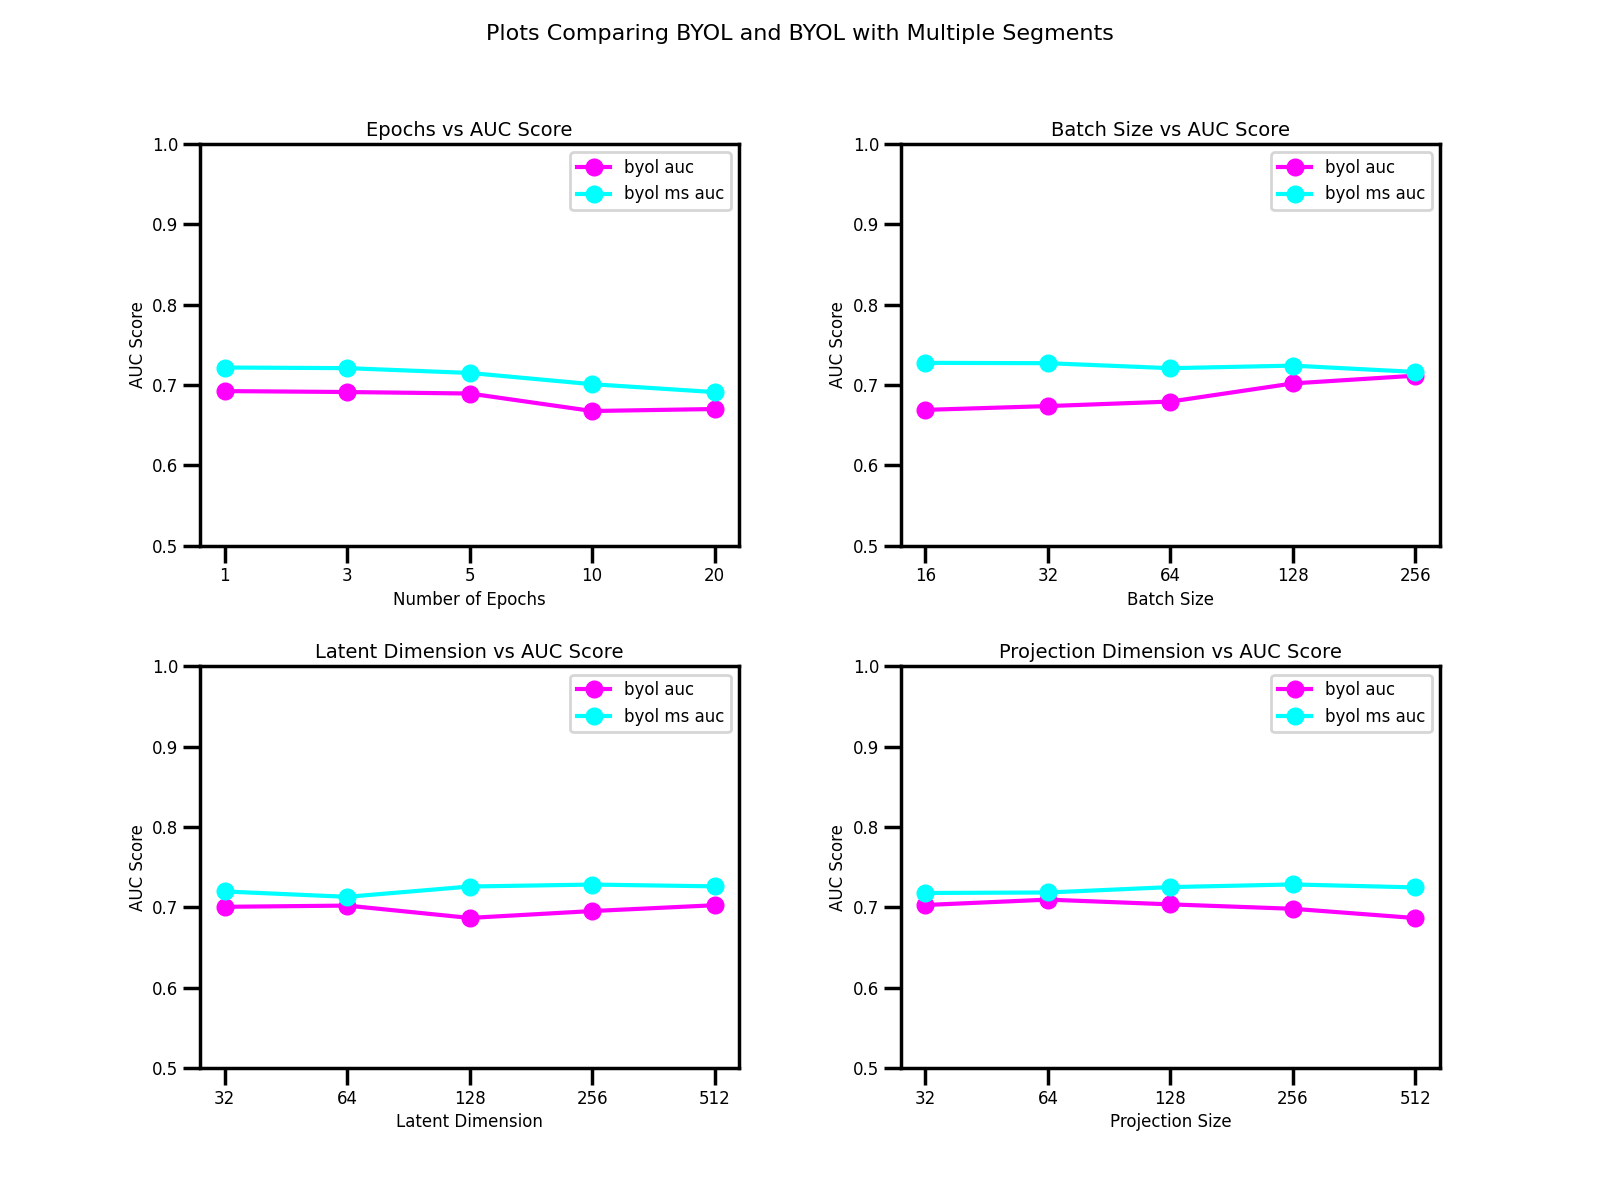 Plots Comparing BYOL and BYOL with Multiple Segments
Epochs vs AUC Score
1.0
0.9
0.8
0.7
0.6
0.5
AUC Score
byol auc
byol ms auc
1 3 5 10 20
Number of Epochs
Batch Size vs AUC Score
1.0
0.9
0.8
0.7
0.6
0.5
AUC Score
byol auc
byol ms auc
16 32 64 128 256
Batch Size
Latent Dimension vs AUC Score
1.0
0.9
0.8
0.7
0.6
0.5
AUC Score
byol auc
byol ms auc
32 64 128 256 512
Latent Dimension
Projection Dimension vs AUC Score
1.0
0.9
0.8
0.7
0.6
0.5
AUC Score
byol auc
byol ms auc
32 64 128 256 512
Projection Size